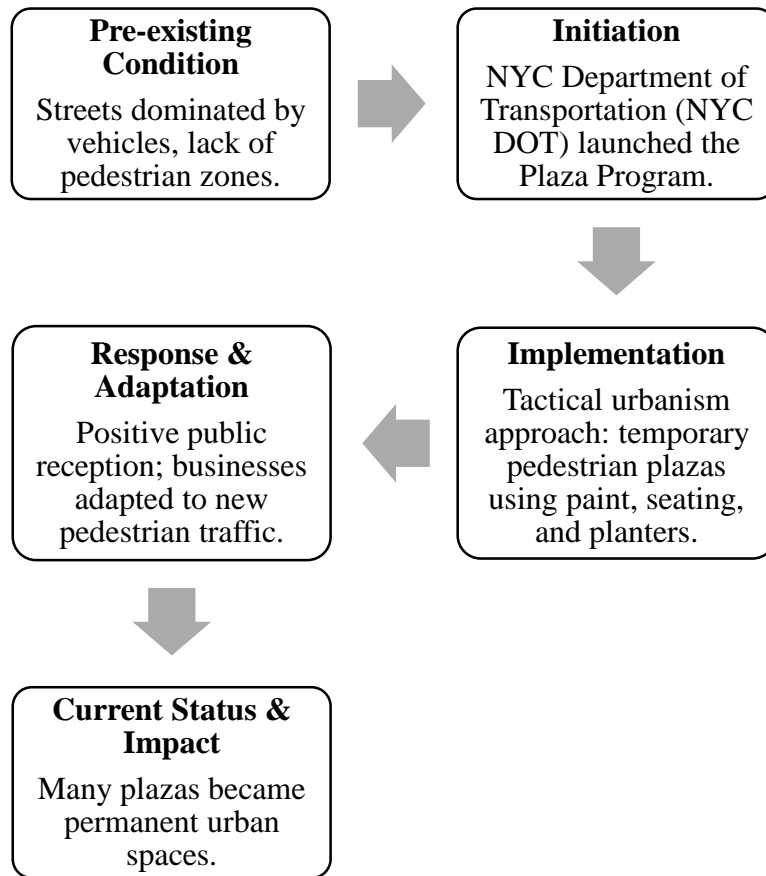 Pre-existing
Condition
Streets dominated by
vehicles, lack of
pedestrian zones.
Initiation
NYC Department of
Transportation (NYC
DOT) launched the
Plaza Program.
Implementation
Tactical urbanism
approach: temporary
pedestrian plazas
using paint, seating,
and planters.
Response &
Adaptation
Positive public
reception; businesses
adapted to new
pedestrian traffic.
Current Status &
Impact
Many plazas became
permanent urban
spaces.